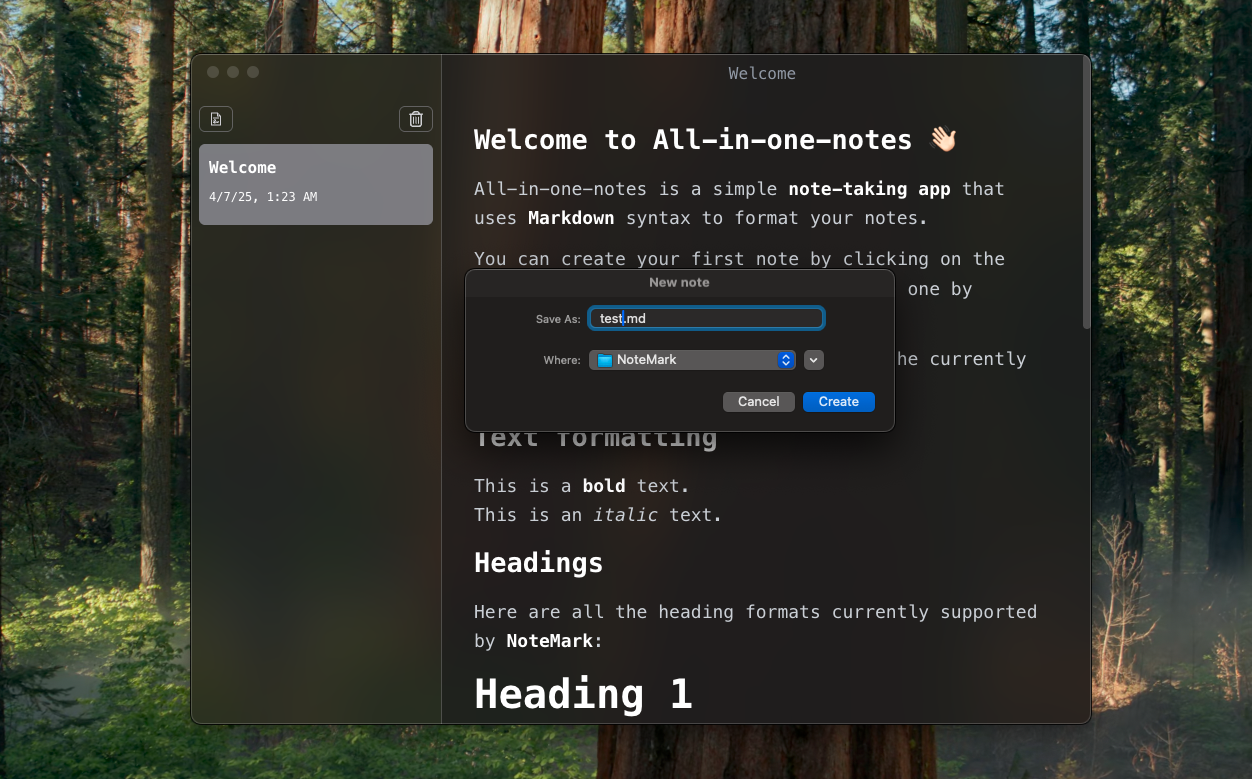 Welcome
Welcome
4/7/25, 1:23 AM
Welcome to All-in-one-notes 👋🏻
All-in-one-notes is a simple note-taking app that
uses Markdown syntax to format your notes.
You can create your first note by clicking on the
one by
he currently
New note
Save As: test.md
Where: NoteMark
Cancel Create
Text formatting
This is a bold text.
This is an italic text.
Headings
Here are all the heading formats currently supported
by NoteMark:
Heading 1